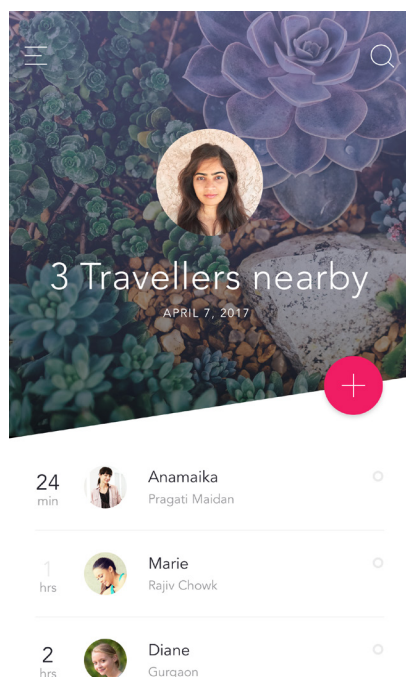 3 Travellers nearby
APRIL 7, 2017
24
min
Anamaika
Pragati Maidan
1
hrs
Marie
Rajiv Chowk
2
hrs
Diane
Gurgaon